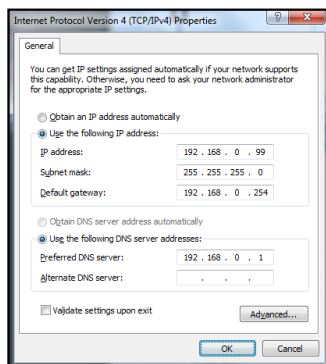 Internet Protocol Version 4 (TCP/IPv4) Properties
General
You can get IP settings assigned automatically if your network supports
this capability. Otherwise, you need to ask your network administrator
for the appropriate IP settings.
Obtain an IP address automatically
Use the following IP address:
IP address: 192 . 168 . 0 . 99
Subnet mask: 255 . 255 . 255 . 0
Default gateway: 192 . 168 . 0 . 254
Obtain DNS server address automatically
Use the following DNS server addresses:
Preferred DNS server: 192 . 168 . 0 . 1
Alternate DNS server: . . .
Validate settings upon exit
Advanced...
OK Cancel